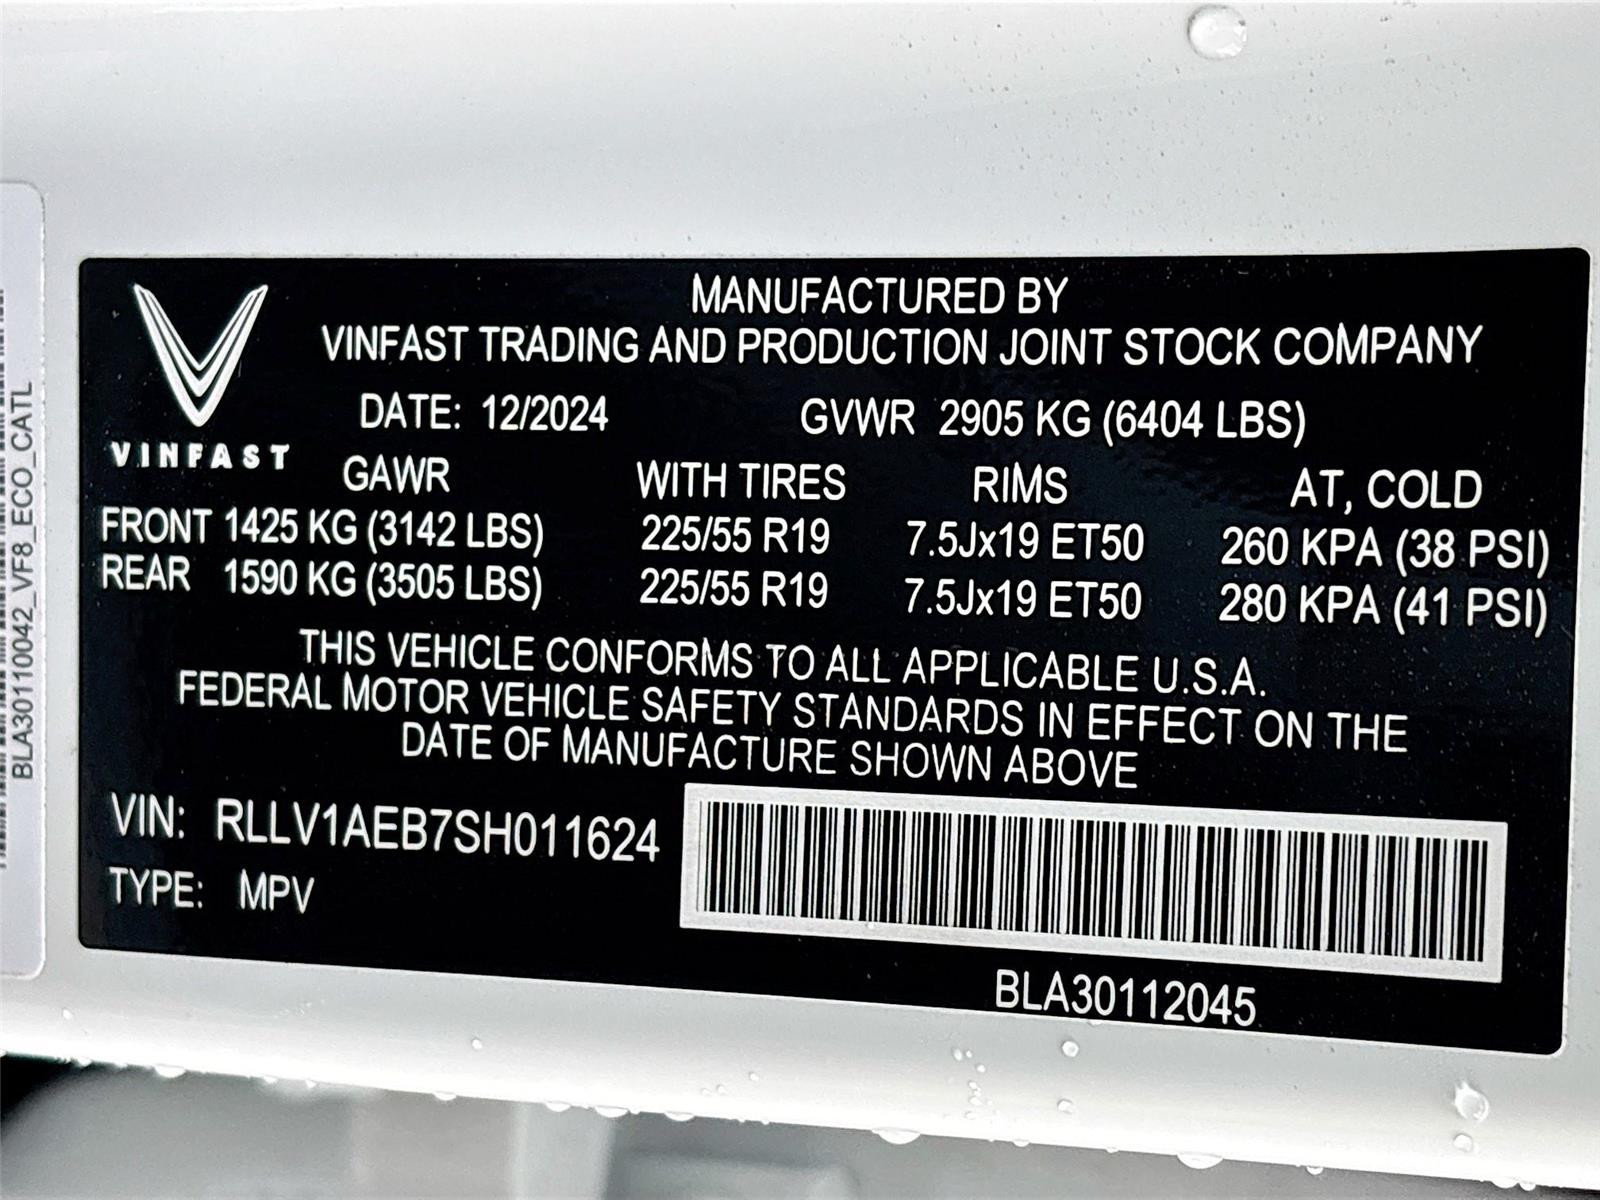 MANUFACTURED BY
VINFAST TRADING AND PRODUCTION JOINT STOCK COMPANY
VINFAST
DATE: 12/2024 GVWR 2905 KG (6404 LBS)
GAWR WITH TIRES RIMS AT, COLD
FRONT 1425 KG (3142 LBS) 225/55 R19 7.5Jx19 ET50 260 KPA (38 PSI)
REAR 1590 KG (3505 LBS) 225/55 R19 7.5Jx19 ET50 280 KPA (41 PSI)
THIS VEHICLE CONFORMS TO ALL APPLICABLE U.S.A.
FEDERAL MOTOR VEHICLE SAFETY STANDARDS IN EFFECT ON THE
DATE OF MANUFACTURE SHOWN ABOVE
VIN: RLLV1AEB7SH011624
TYPE: MPV
BLA30112045
BLA30110042_VF8_ECO_CATL